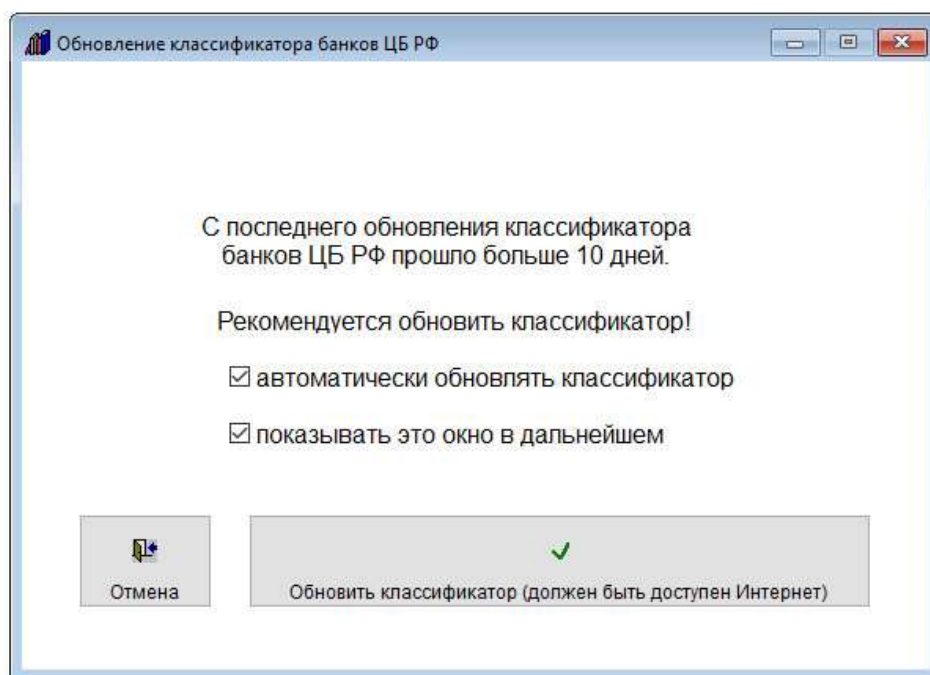 Обновление классификатора банков ЦБ РФ
С последнего обновления классификатора
банков ЦБ РФ прошло больше 10 дней.
Рекомендуется обновить классификатор!
автоматически обновлять классификатор
показывать это окно в дальнейшем
Отмена
Обновить классификатор (должен быть доступен Интернет)